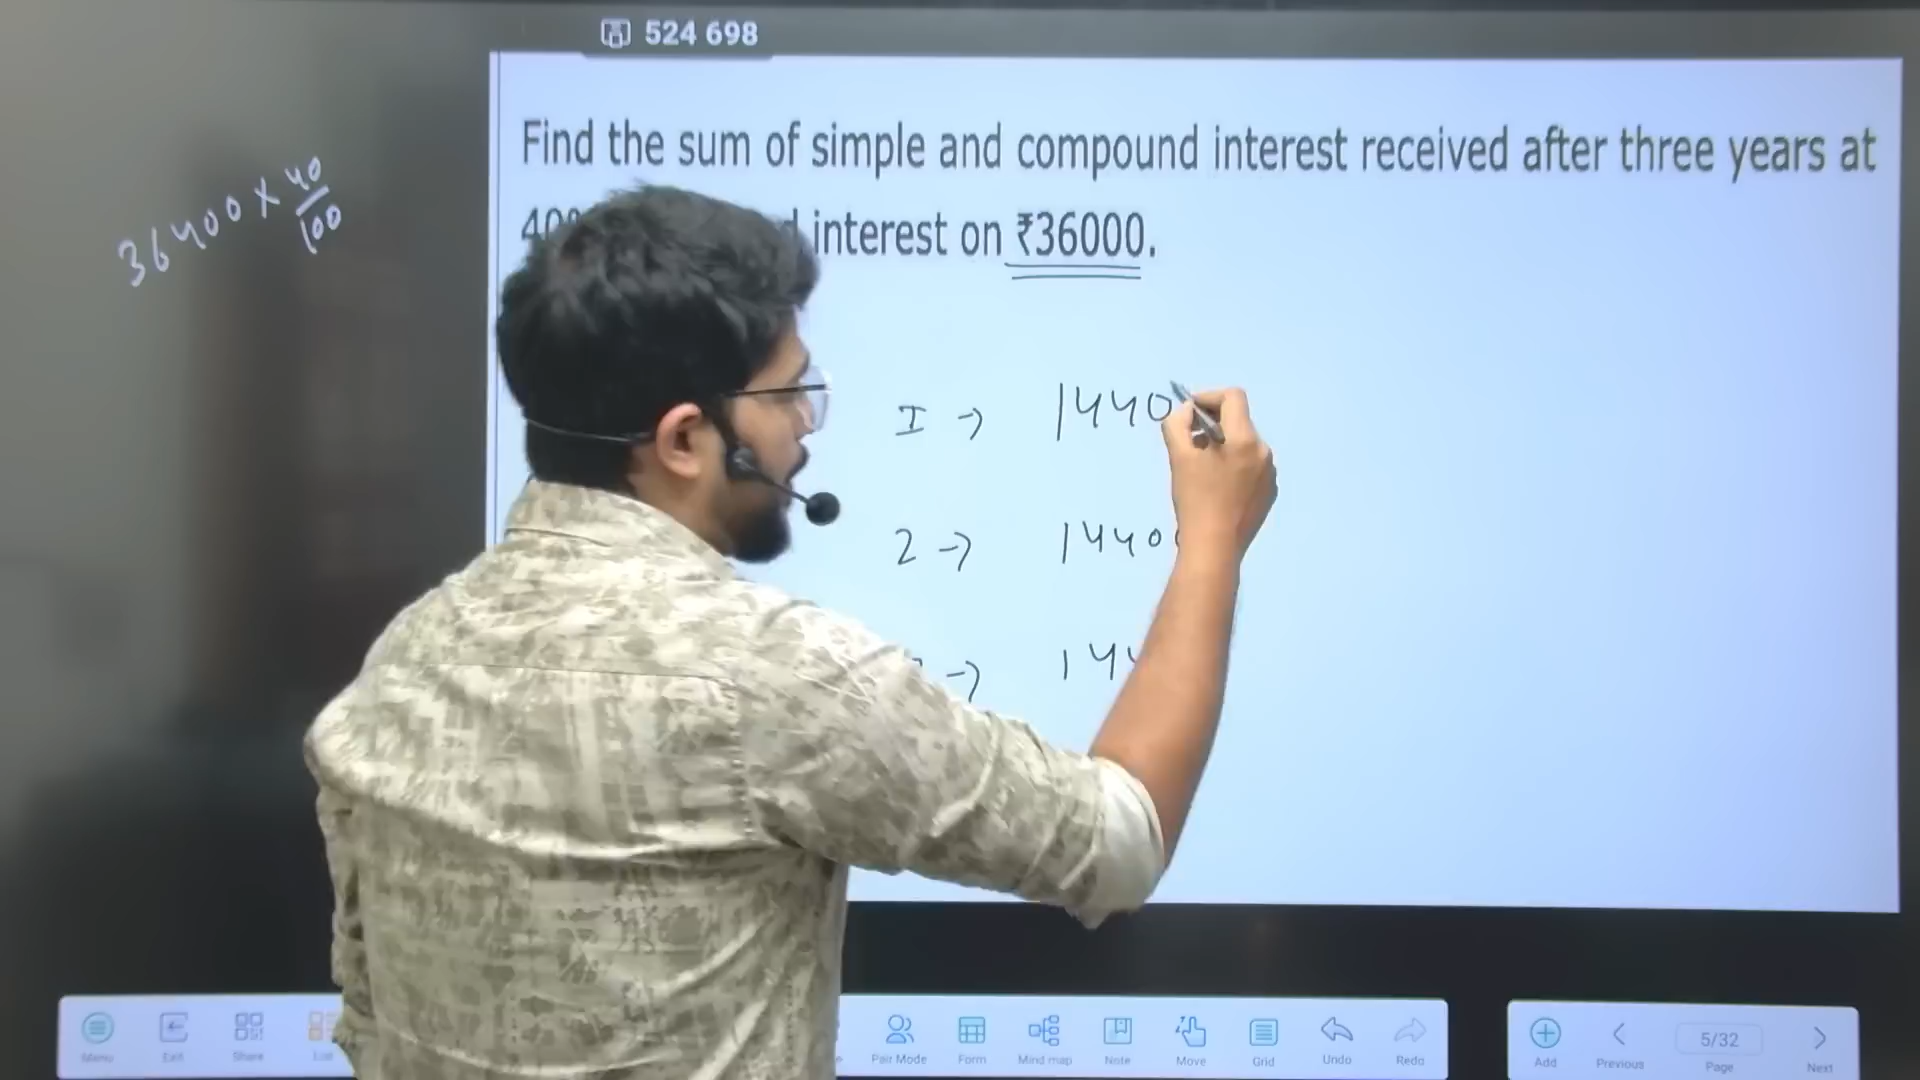 524 698
Find the sum of simple and compound interest received after three years at
interest on ₹36000.
36400 × 40/100
I → 1440
2 → 1440
→ 14
Menu Exit Share List Pair Mode Form Mind map Note Move Grid Undo Redo Add Previous 5/32 Page Next